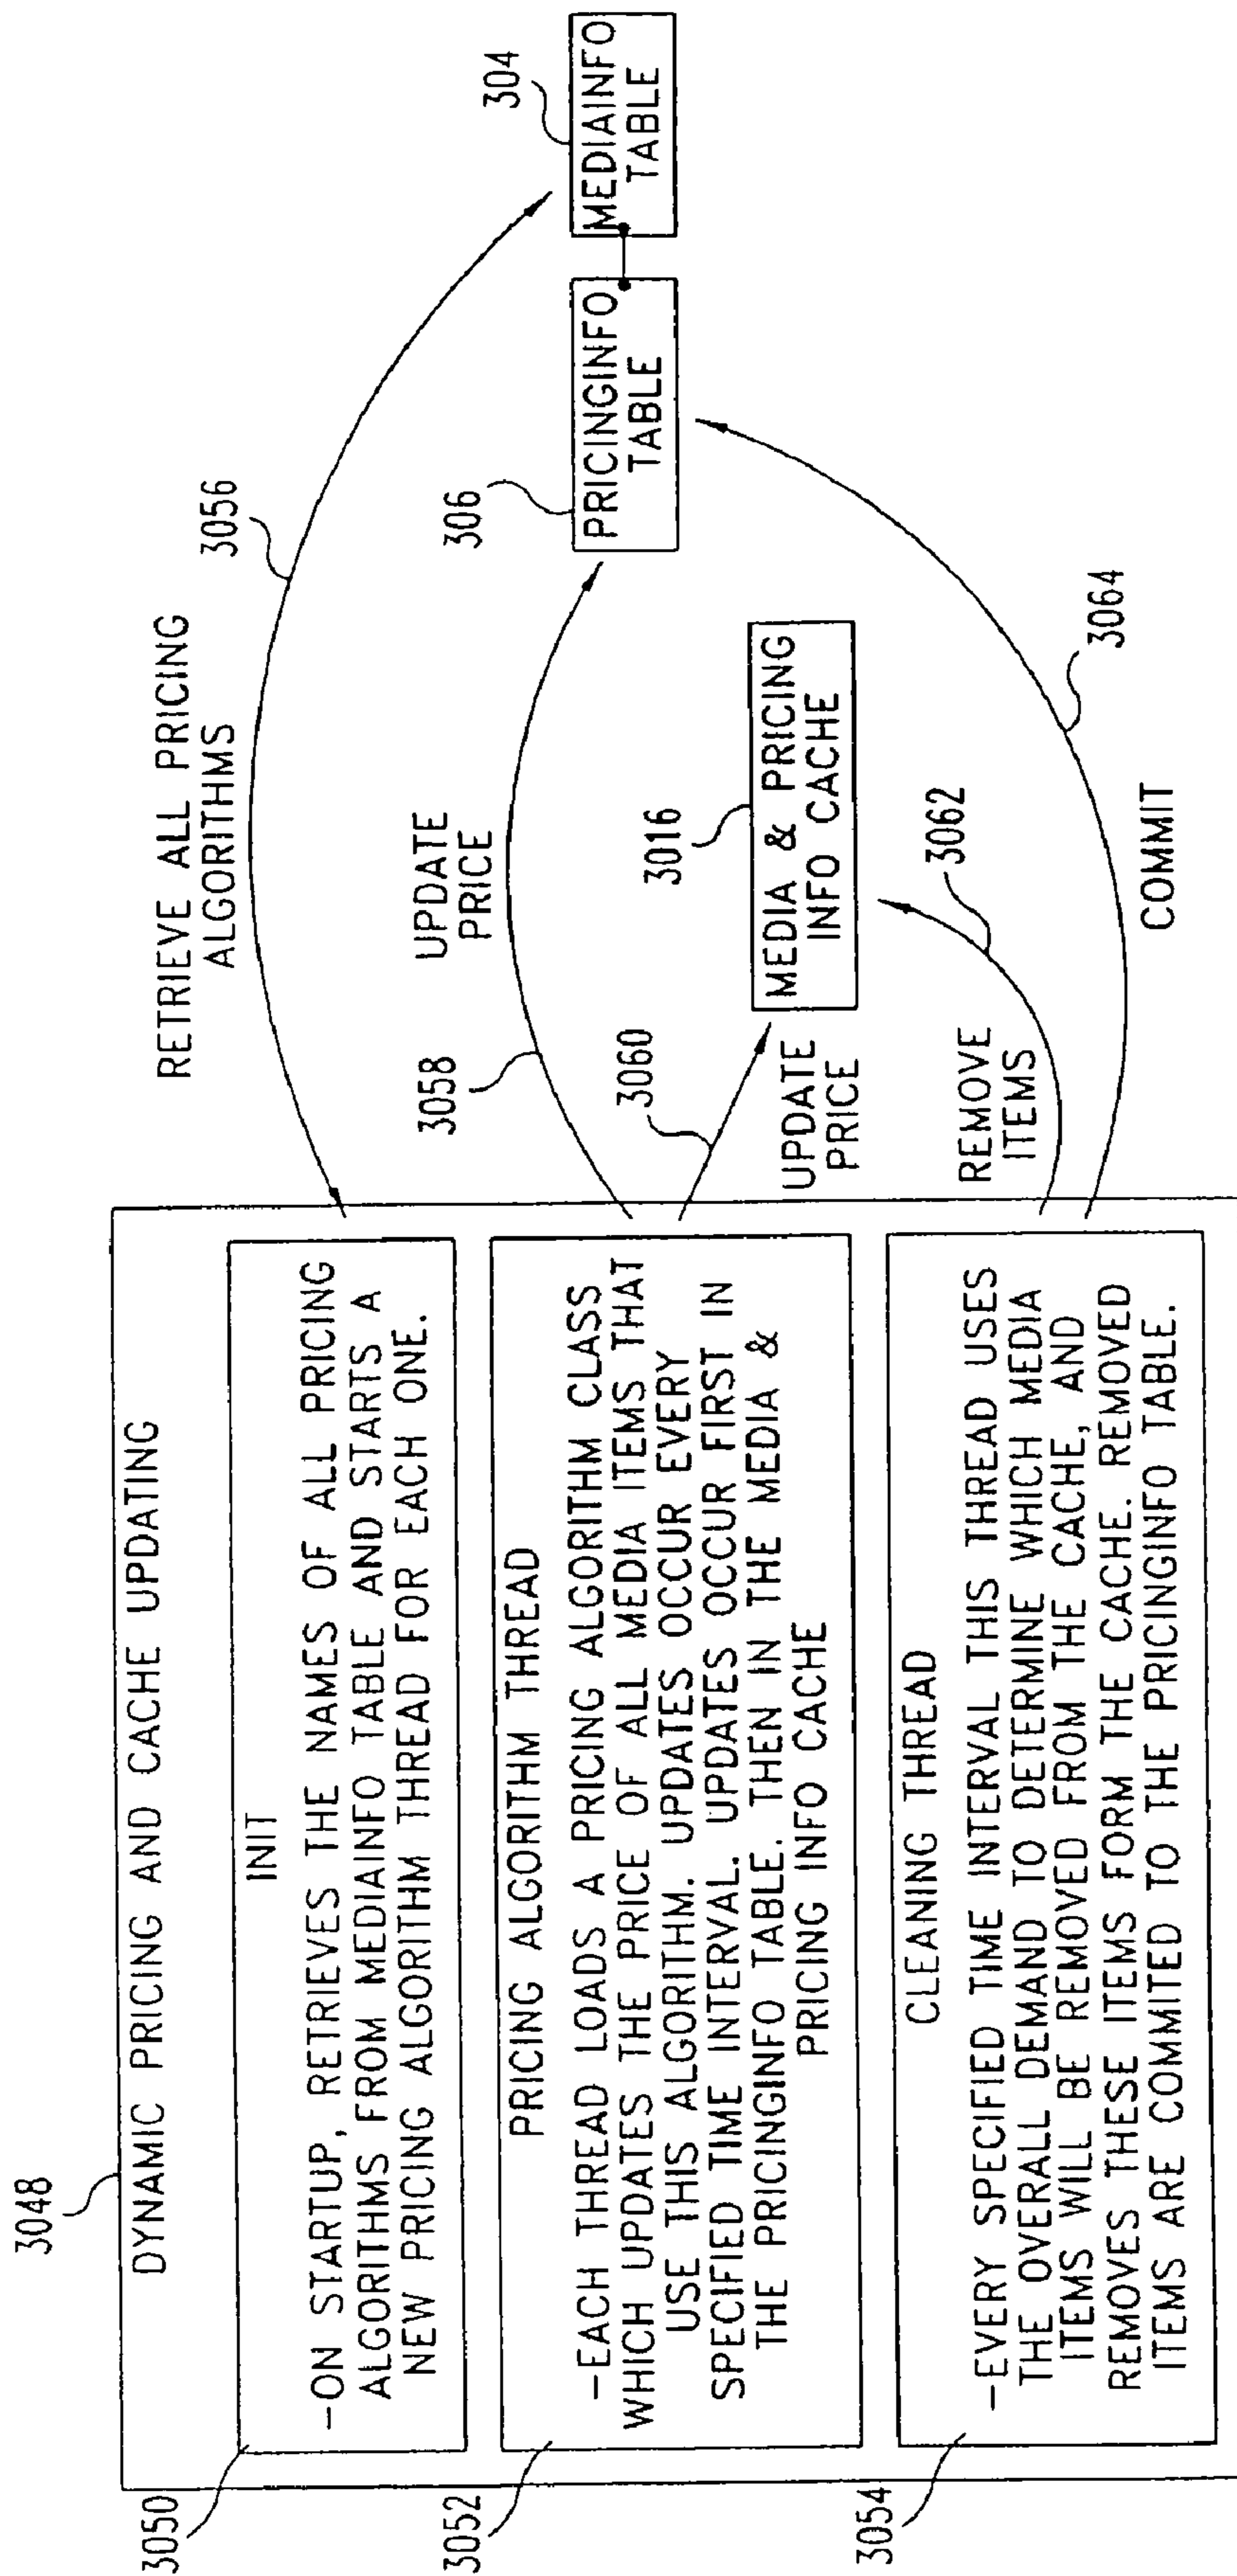 3048
DYNAMIC PRICING AND CACHE UPDATING
3050
INIT
-ON STARTUP, RETRIEVES THE NAMES OF ALL PRICING
ALGORITHMS FROM MEDIAINFO TABLE AND STARTS A
NEW PRICING ALGORITHM THREAD FOR EACH ONE.
3052
PRICING ALGORITHM THREAD
-EACH THREAD LOADS A PRICING ALGORITHM CLASS
WHICH UPDATES THE PRICE OF ALL MEDIA ITEMS THAT
USE THIS ALGORITHM. UPDATES OCCUR EVERY
SPECIFIED TIME INTERVAL. UPDATES OCCUR FIRST IN
THE PRICINGINFO TABLE. THEN IN THE MEDIA &
PRICING INFO CACHE
3054
CLEANING THREAD
-EVERY SPECIFIED TIME INTERVAL THIS THREAD USES
THE OVERALL DEMAND TO DETERMINE WHICH MEDIA
ITEMS WILL BE REMOVED FROM THE CACHE, AND
REMOVES THESE ITEMS FORM THE CACHE. REMOVED
ITEMS ARE COMMITED TO THE PRICINGINFO TABLE.
RETRIEVE ALL PRICING
ALGORITHMS
3056
3058
UPDATE
PRICE
3060
UPDATE
PRICE
3016
MEDIA & PRICING
INFO CACHE
REMOVE
ITEMS
3062
COMMIT
3064
306
PRICINGINFO
TABLE
304
MEDIAINFO
TABLE